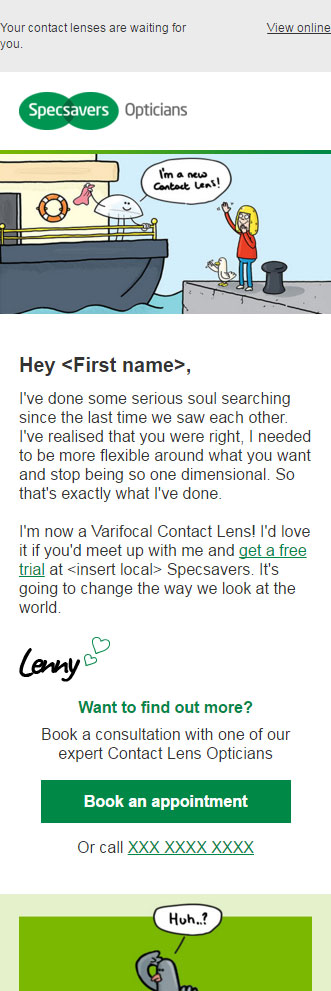 Your contact lenses are waiting for
you.
View online
Specsavers Opticians
I'm a new
Contact Lens!
Hey <First name>,
I've done some serious soul searching
since the last time we saw each other.
I've realised that you were right, I needed
to be more flexible around what you want
and stop being so one dimensional. So
that's exactly what I've done.
I'm now a Varifocal Contact Lens! I'd love
it if you'd meet up with me and get a free
trial at <insert local> Specsavers. It's
going to change the way we look at the
world.
Lenny
Want to find out more?
Book a consultation with one of our
expert Contact Lens Opticians
Book an appointment
Or call XXX XXXX XXXX
Huh..?